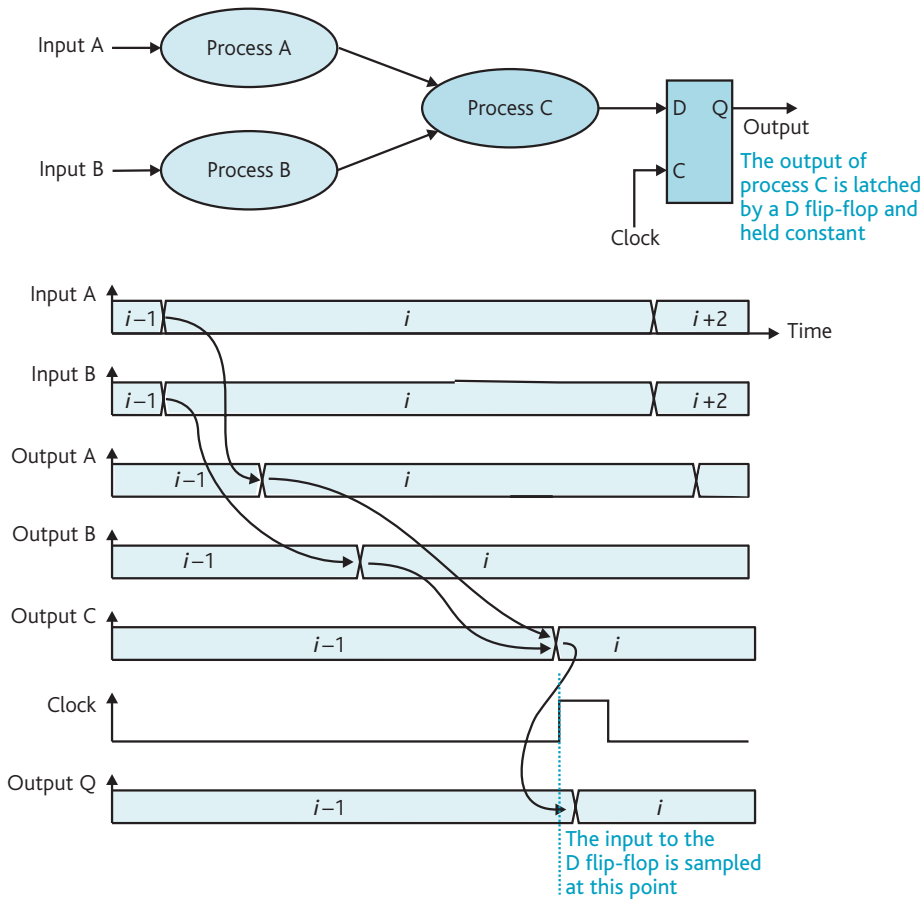 Input A
Process A
Process C
D Q
Output
Input B
Process B
C
Clock
The output of
process C is latched
by a D flip-flop and
held constant
Input A
i–1 i i+2
Time
Input B
i–1 i i+2
Output A
i–1 i
Output B
i–1 i
Output C
i–1 i
Clock
Output Q
i–1 i
The input to the
D flip-flop is sampled
at this point